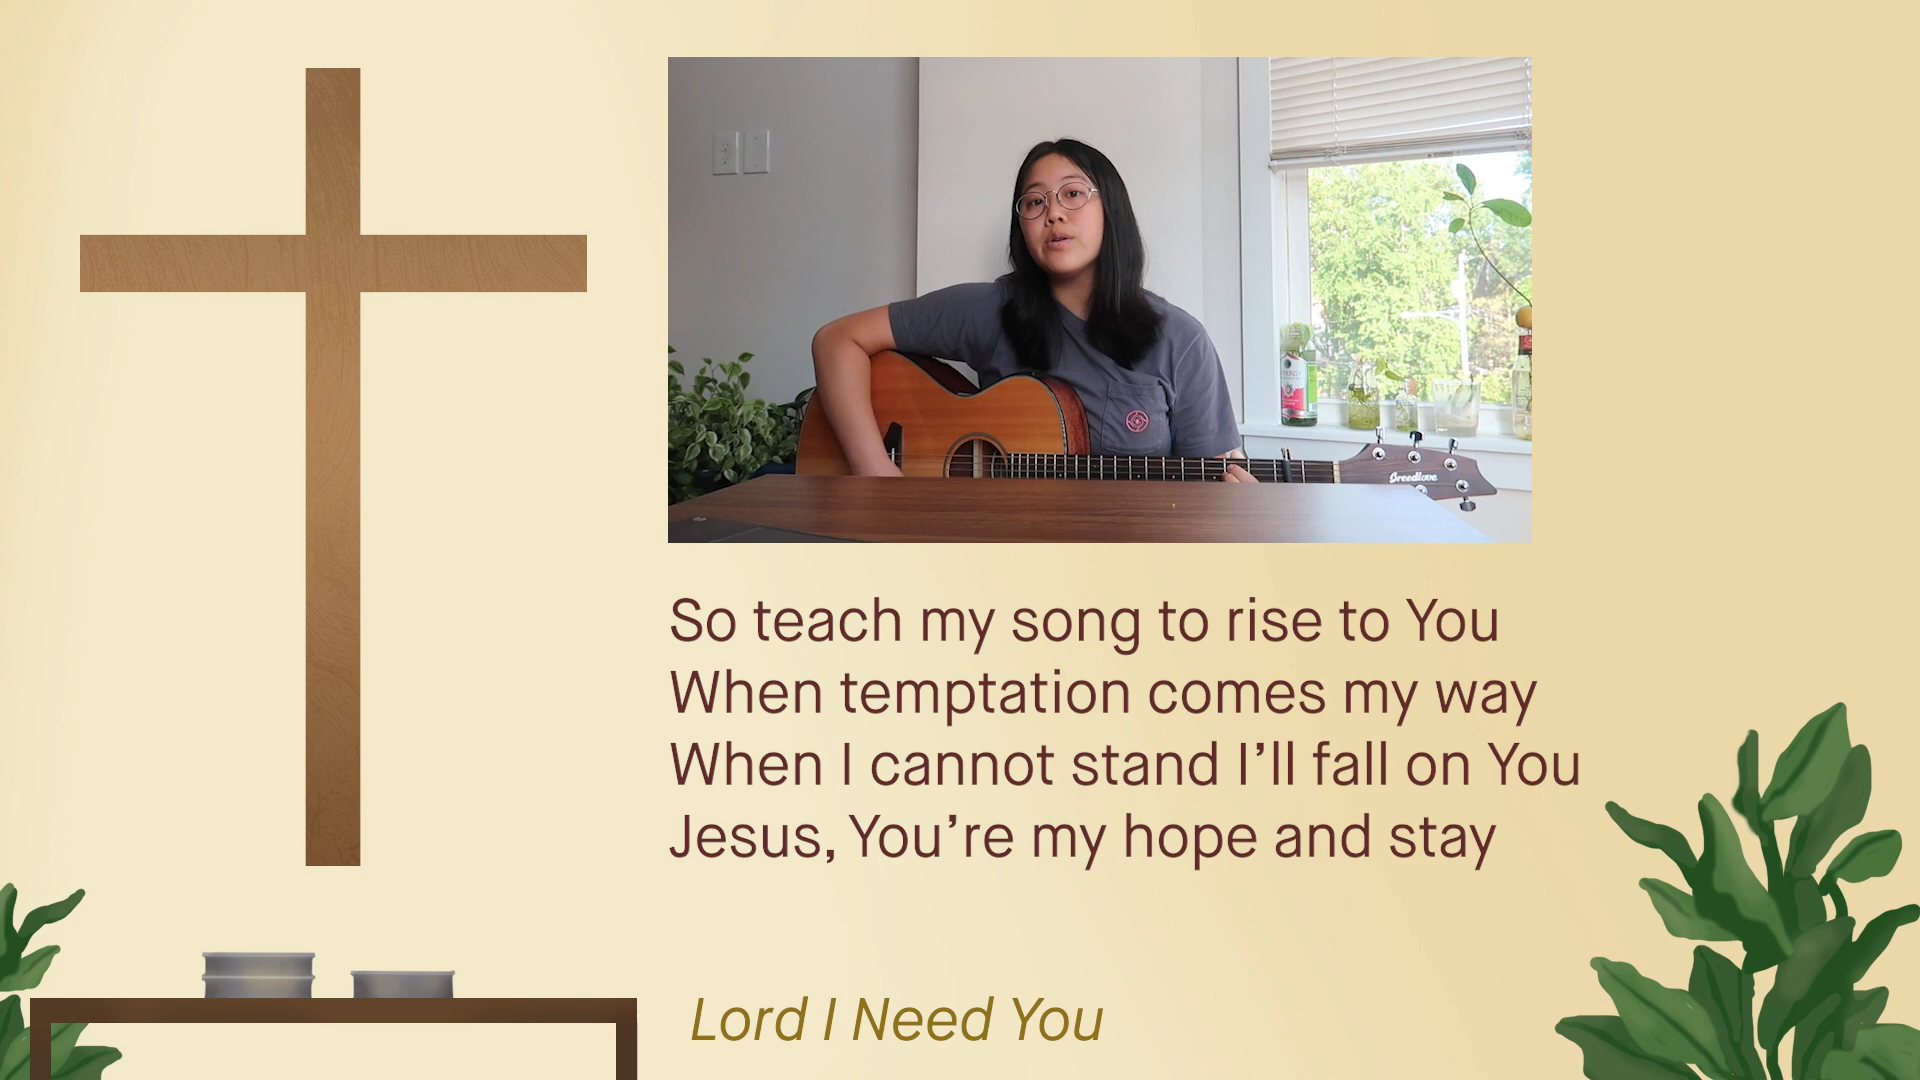 Breedlove
So teach my song to rise to You
When temptation comes my way
When I cannot stand I’ll fall on You
Jesus, You’re my hope and stay
Lord I Need You